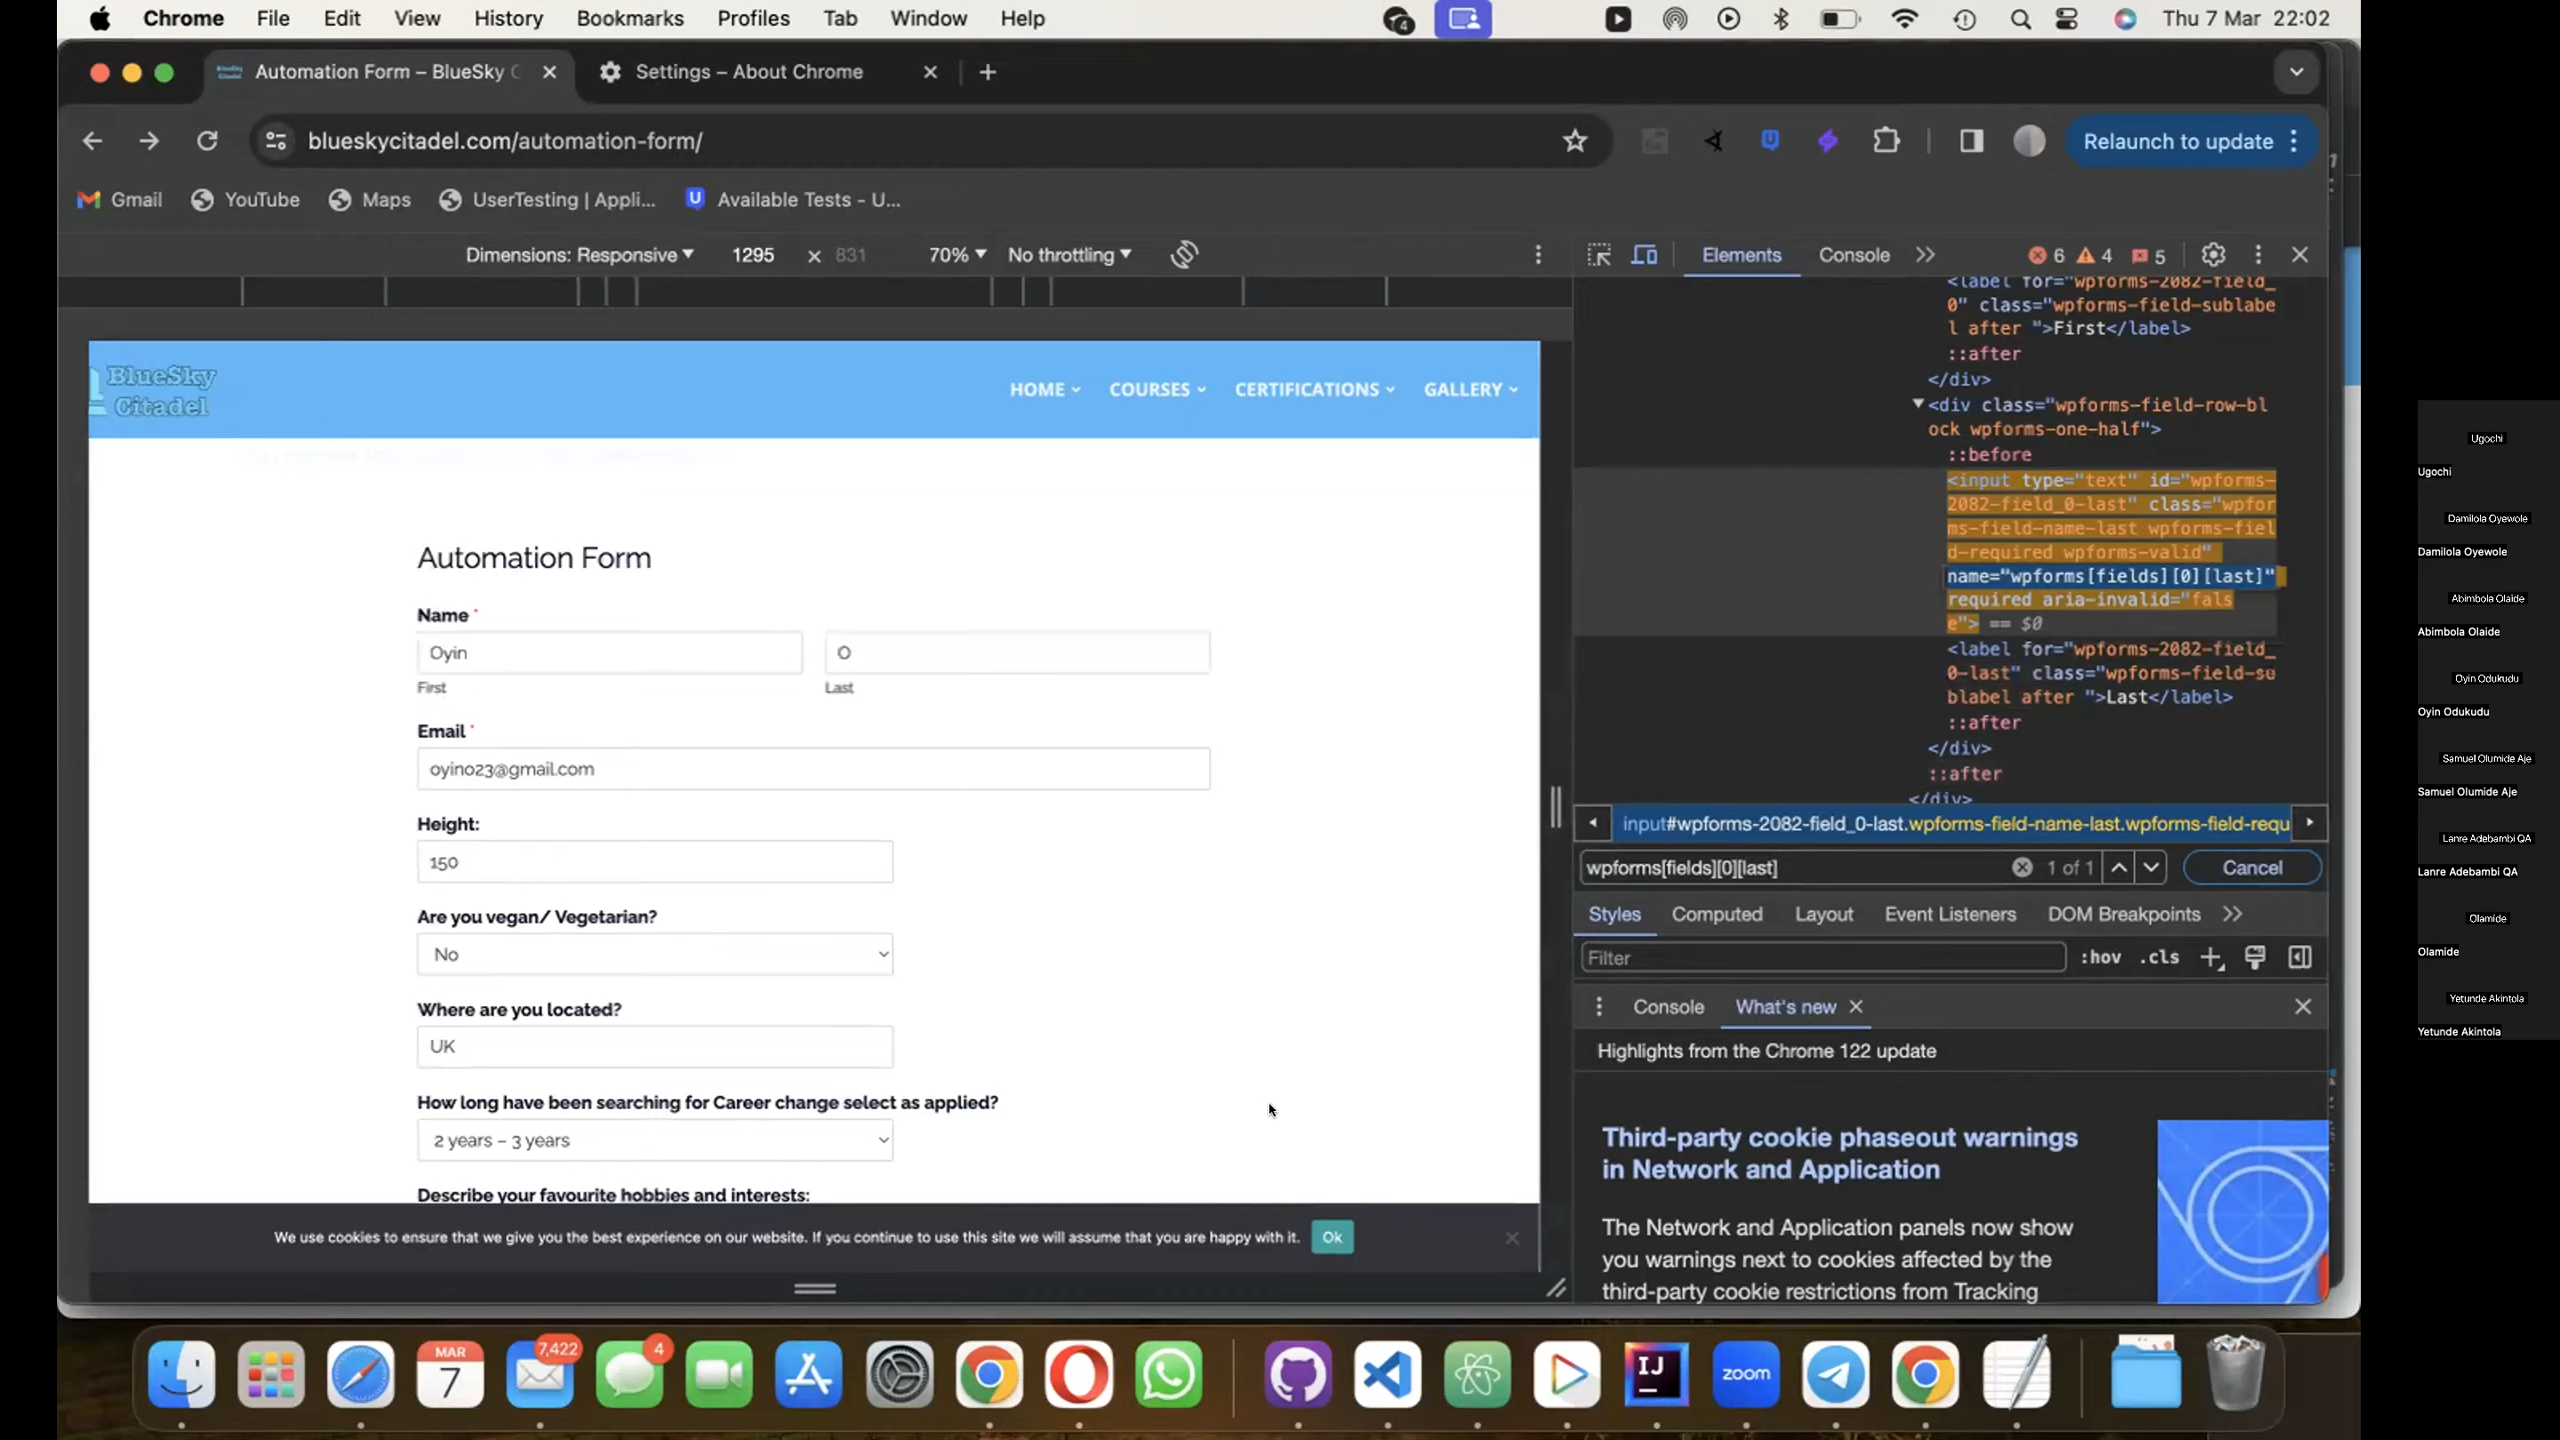 Chrome File Edit View History Bookmarks Profiles Tab Window Help 4 Thu 7 Mar 22:02
Automation Form – BlueSky C
Settings – About Chrome
blueskycitadel.com/automation-form/
Relaunch to update
Gmail YouTube Maps UserTesting | Appli... Available Tests - U...
Dimensions: Responsive 1295 × 831 70% No throttling
Elements Console 6 4 5
BlueSky
Citadel
HOME COURSES CERTIFICATIONS GALLERY
Automation Form
Name *
Oyin
O
First
Last
Email *
oyino23@gmail.com
Height:
150
Are you vegan/ Vegetarian?
No
Where are you located?
UK
How long have been searching for Career change select as applied?
2 years – 3 years
Describe your favourite hobbies and interests:
We use cookies to ensure that we give you the best experience on our website. If you continue to use this site we will assume that you are happy with it. Ok
<label for="wpforms-2082-field_
0" class="wpforms-field-sublabe
l after ">First</label>
::after
</div>
<div class="wpforms-field-row-bl
ock wpforms-one-half">
::before
<input type="text" id="wpforms-
2082-field_0-last" class="wpfor
ms-field-name-last wpforms-fiel
d-required wpforms-valid"
name="wpforms[fields][0][last]"
required aria-invalid="fals
e"> == $0
<label for="wpforms-2082-field_
0-last" class="wpforms-field-su
blabel after ">Last</label>
::after
</div>
::after
</div>
input#wpforms-2082-field_0-last.wpforms-field-name-last.wpforms-field-requ
wpforms[fields][0][last] 1 of 1 Cancel
Styles Computed Layout Event Listeners DOM Breakpoints
Filter :hov .cls
Console What's new
Highlights from the Chrome 122 update
Third-party cookie phaseout warnings
in Network and Application
The Network and Application panels now show
you warnings next to cookies affected by the
third-party cookie restrictions from Tracking
Ugochi
Ugochi
Damilola Oyewole
Damilola Oyewole
Abimbola Olaide
Abimbola Olaide
Oyin Odukudu
Oyin Odukudu
Samuel Olumide Aje
Samuel Olumide Aje
Lanre Adebambi QA
Lanre Adebambi QA
Olamide
Olamide
Yetunde Akintola
Yetunde Akintola
MAR
7
7,422
4
IJ
zoom